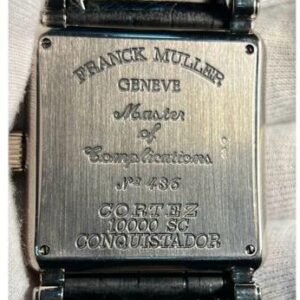 FRANCK MULLER
GENEVE
Master
of
Complications
Nº 436
CORTEZ
10000 SC
CONQUISTADOR